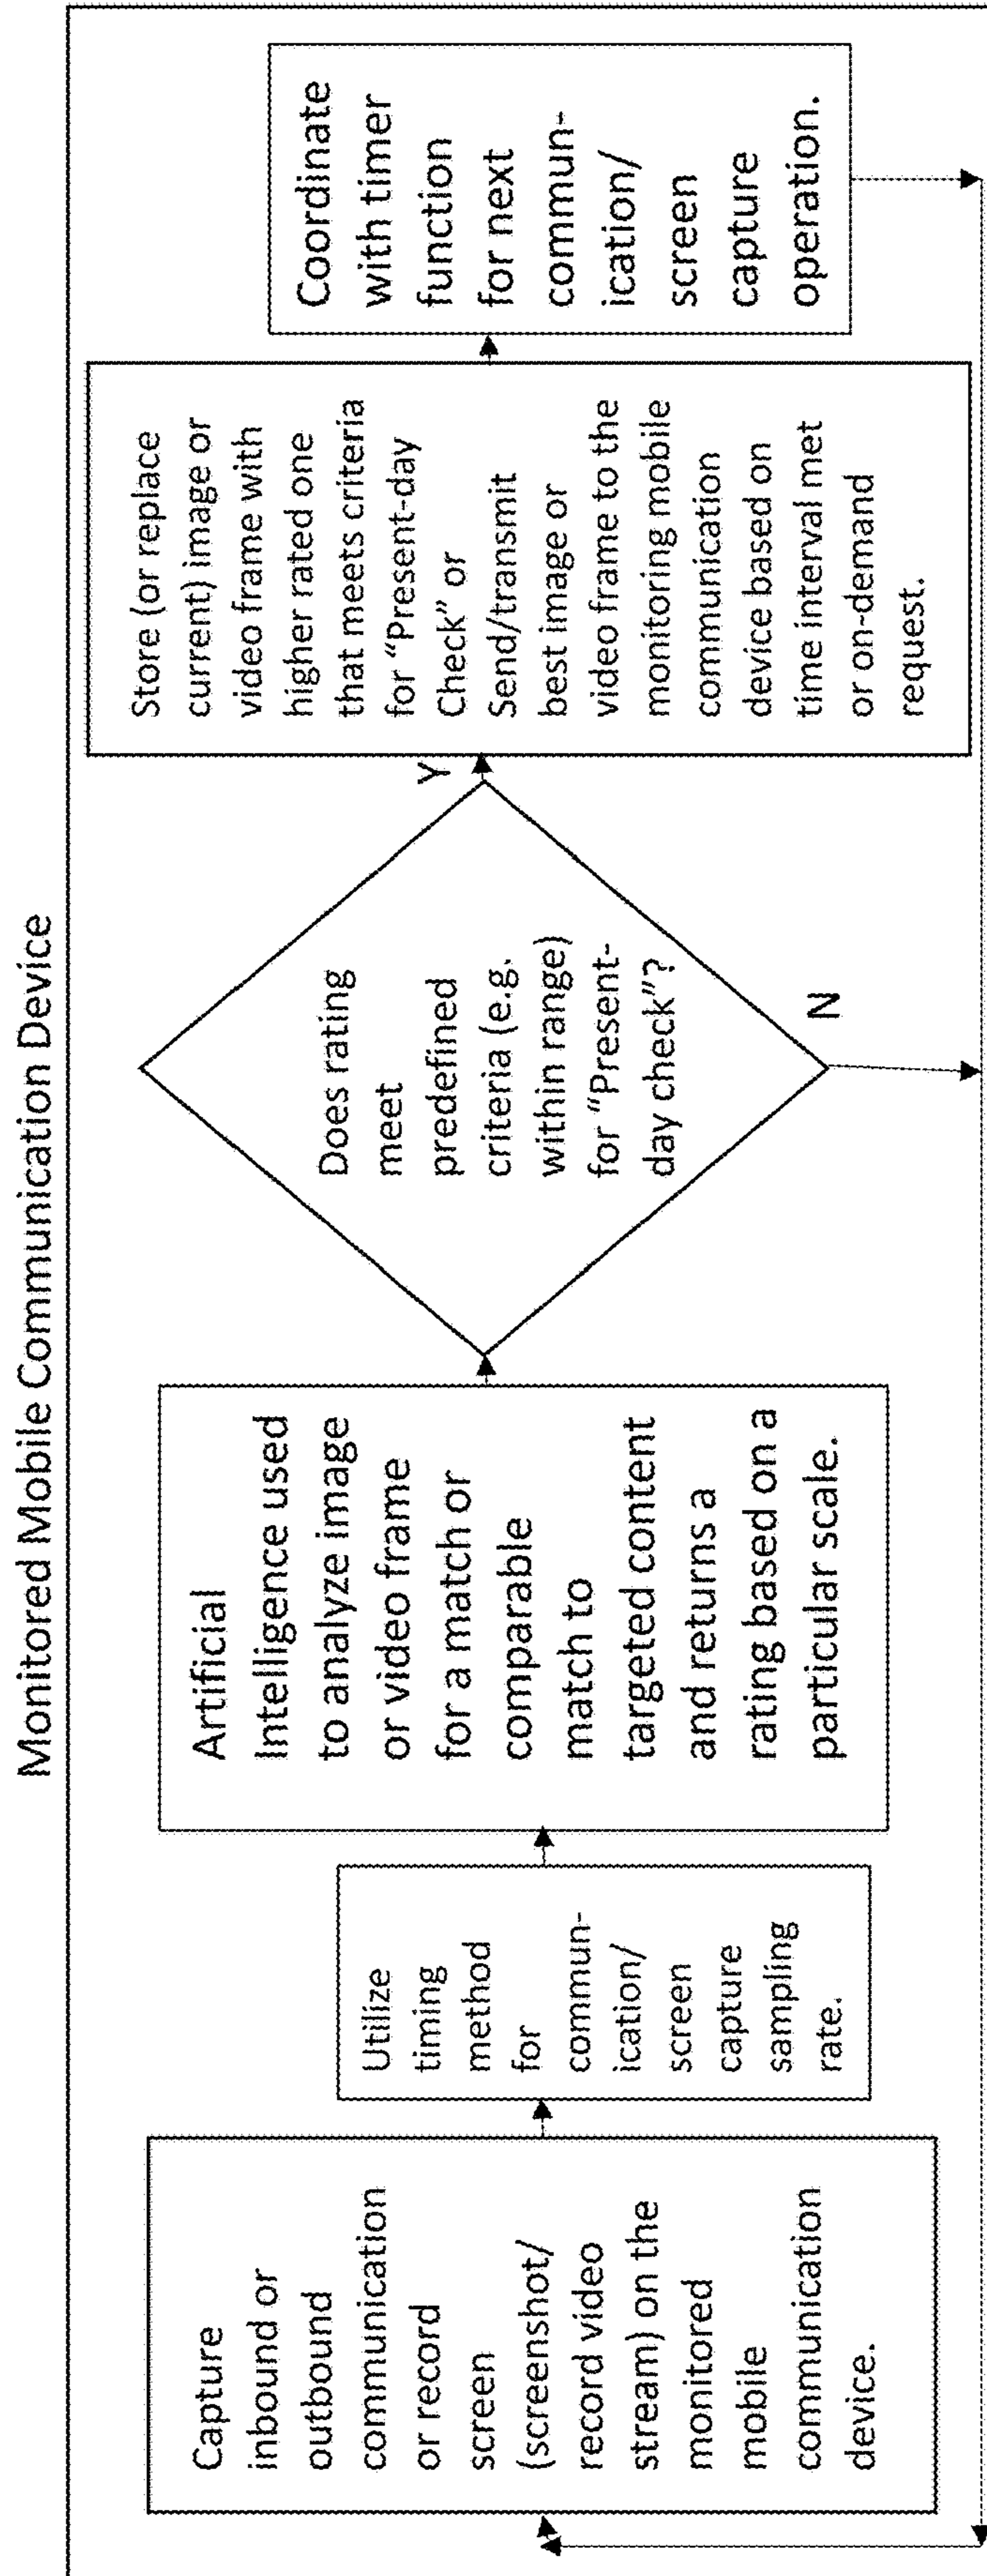 Monitored Mobile Communication Device
Capture
inbound or
outbound
communication
or record
screen
(screenshot/
record video
stream) on the
monitored
mobile
communication
device.
Utilize
timing
method
for
commun-
ication/
screen
capture
sampling
rate.
Artificial
Intelligence used
to analyze image
or video frame
for a match or
comparable
match to
targeted content
and returns a
rating based on a
particular scale.
Does rating
meet
predefined
criteria (e.g.
within range)
for “Present-
day check”?
Y
N
Store (or replace
current) image or
video frame with
higher rated one
that meets criteria
for “Present-day
Check” or
Send/transmit
best image or
video frame to the
monitoring mobile
communication
device based on
time interval met
or on-demand
request.
Coordinate
with timer
function
for next
commun-
ication/
screen
capture
operation.